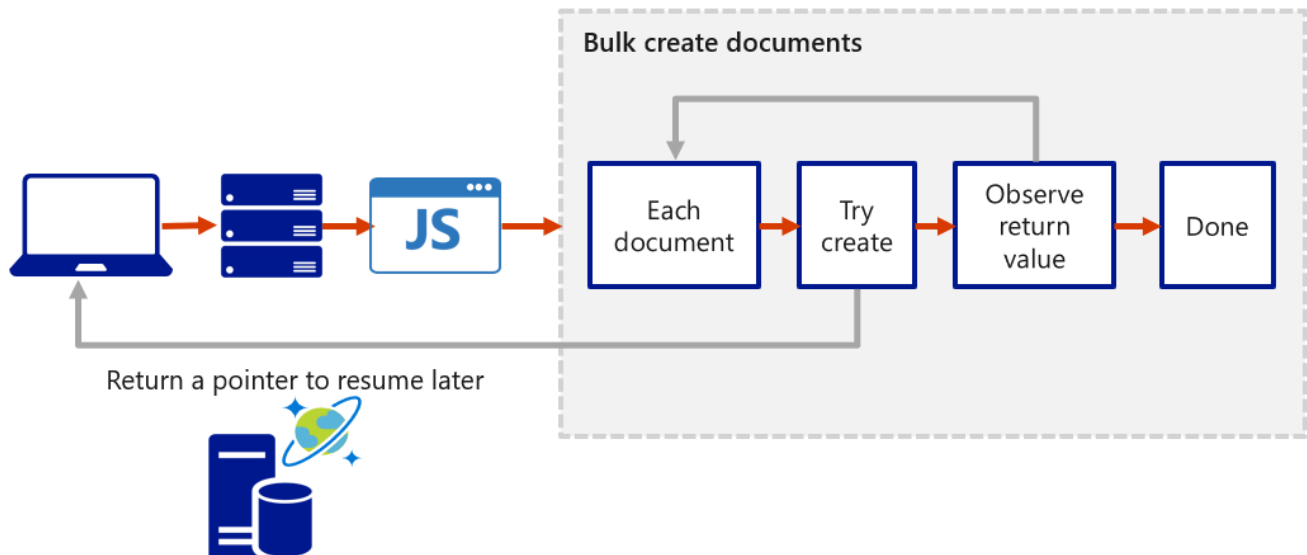 Bulk create documents
JS
Each
document
Try
create
Observe
return
value
Done
Return a pointer to resume later